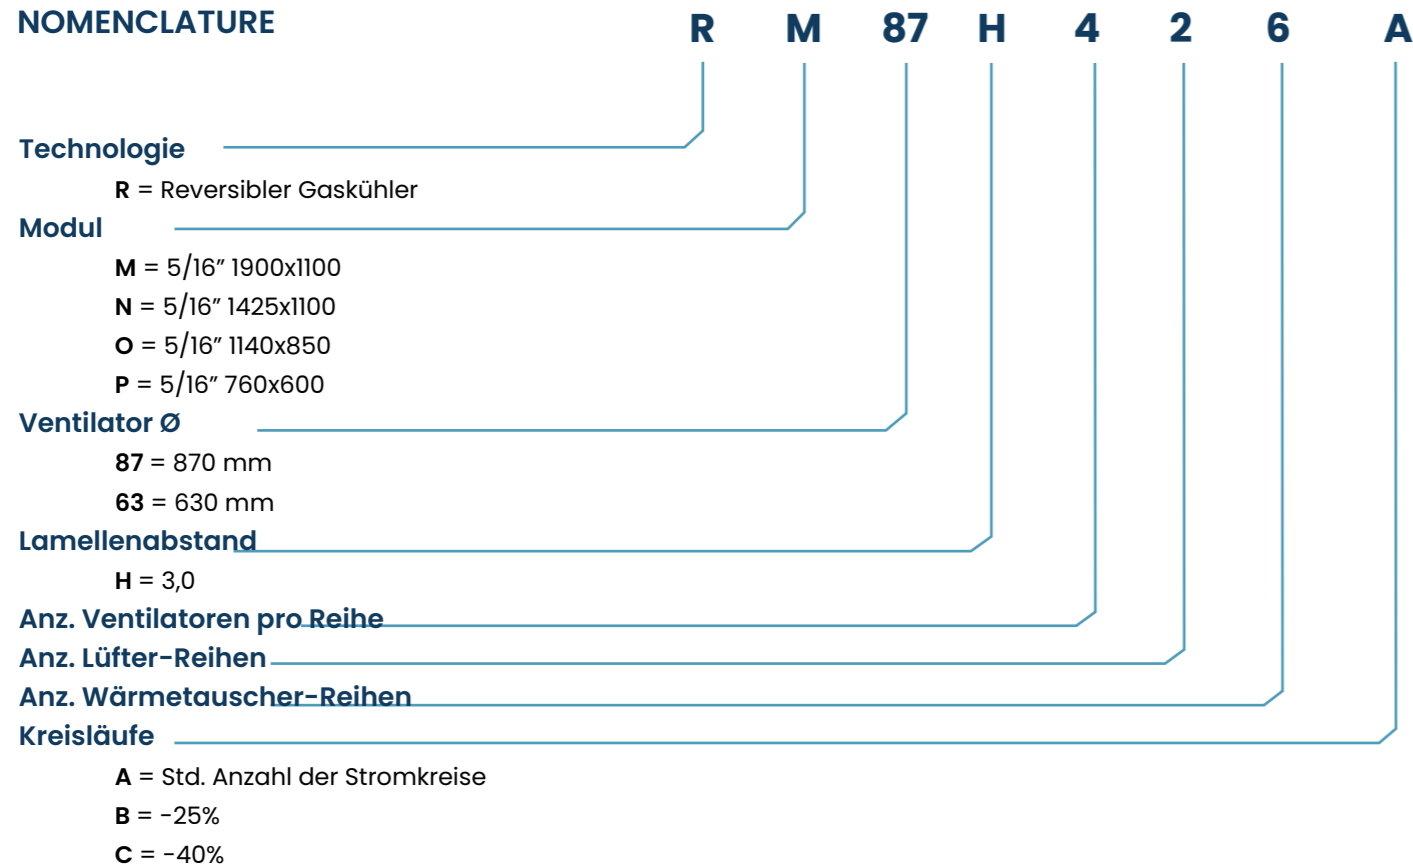 NOMENCLATURE R M 87 H 4 2 6 A
Technologie
R = Reversibler Gaskühler
Modul
M = 5/16” 1900x1100
N = 5/16” 1425x1100
O = 5/16” 1140x850
P = 5/16” 760x600
Ventilator Ø
87 = 870 mm
63 = 630 mm
Lamellenabstand
H = 3,0
Anz. Ventilatoren pro Reihe
Anz. Lüfter-Reihen
Anz. Wärmetauscher-Reihen
Kreisläufe
A = Std. Anzahl der Stromkreise
B = -25%
C = -40%